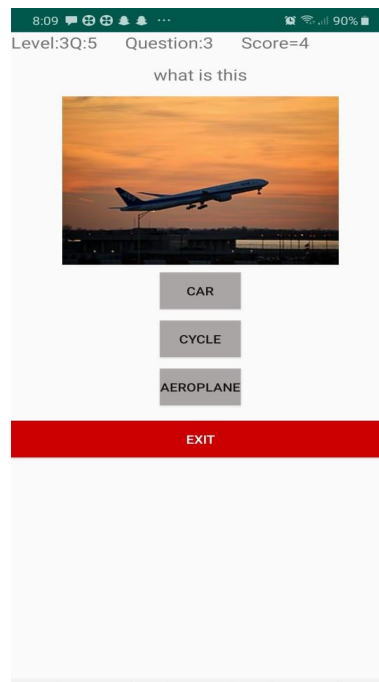 8:09 ... 90%
Level:3Q:5 Question:3 Score=4
what is this
CAR
CYCLE
AEROPLANE
EXIT